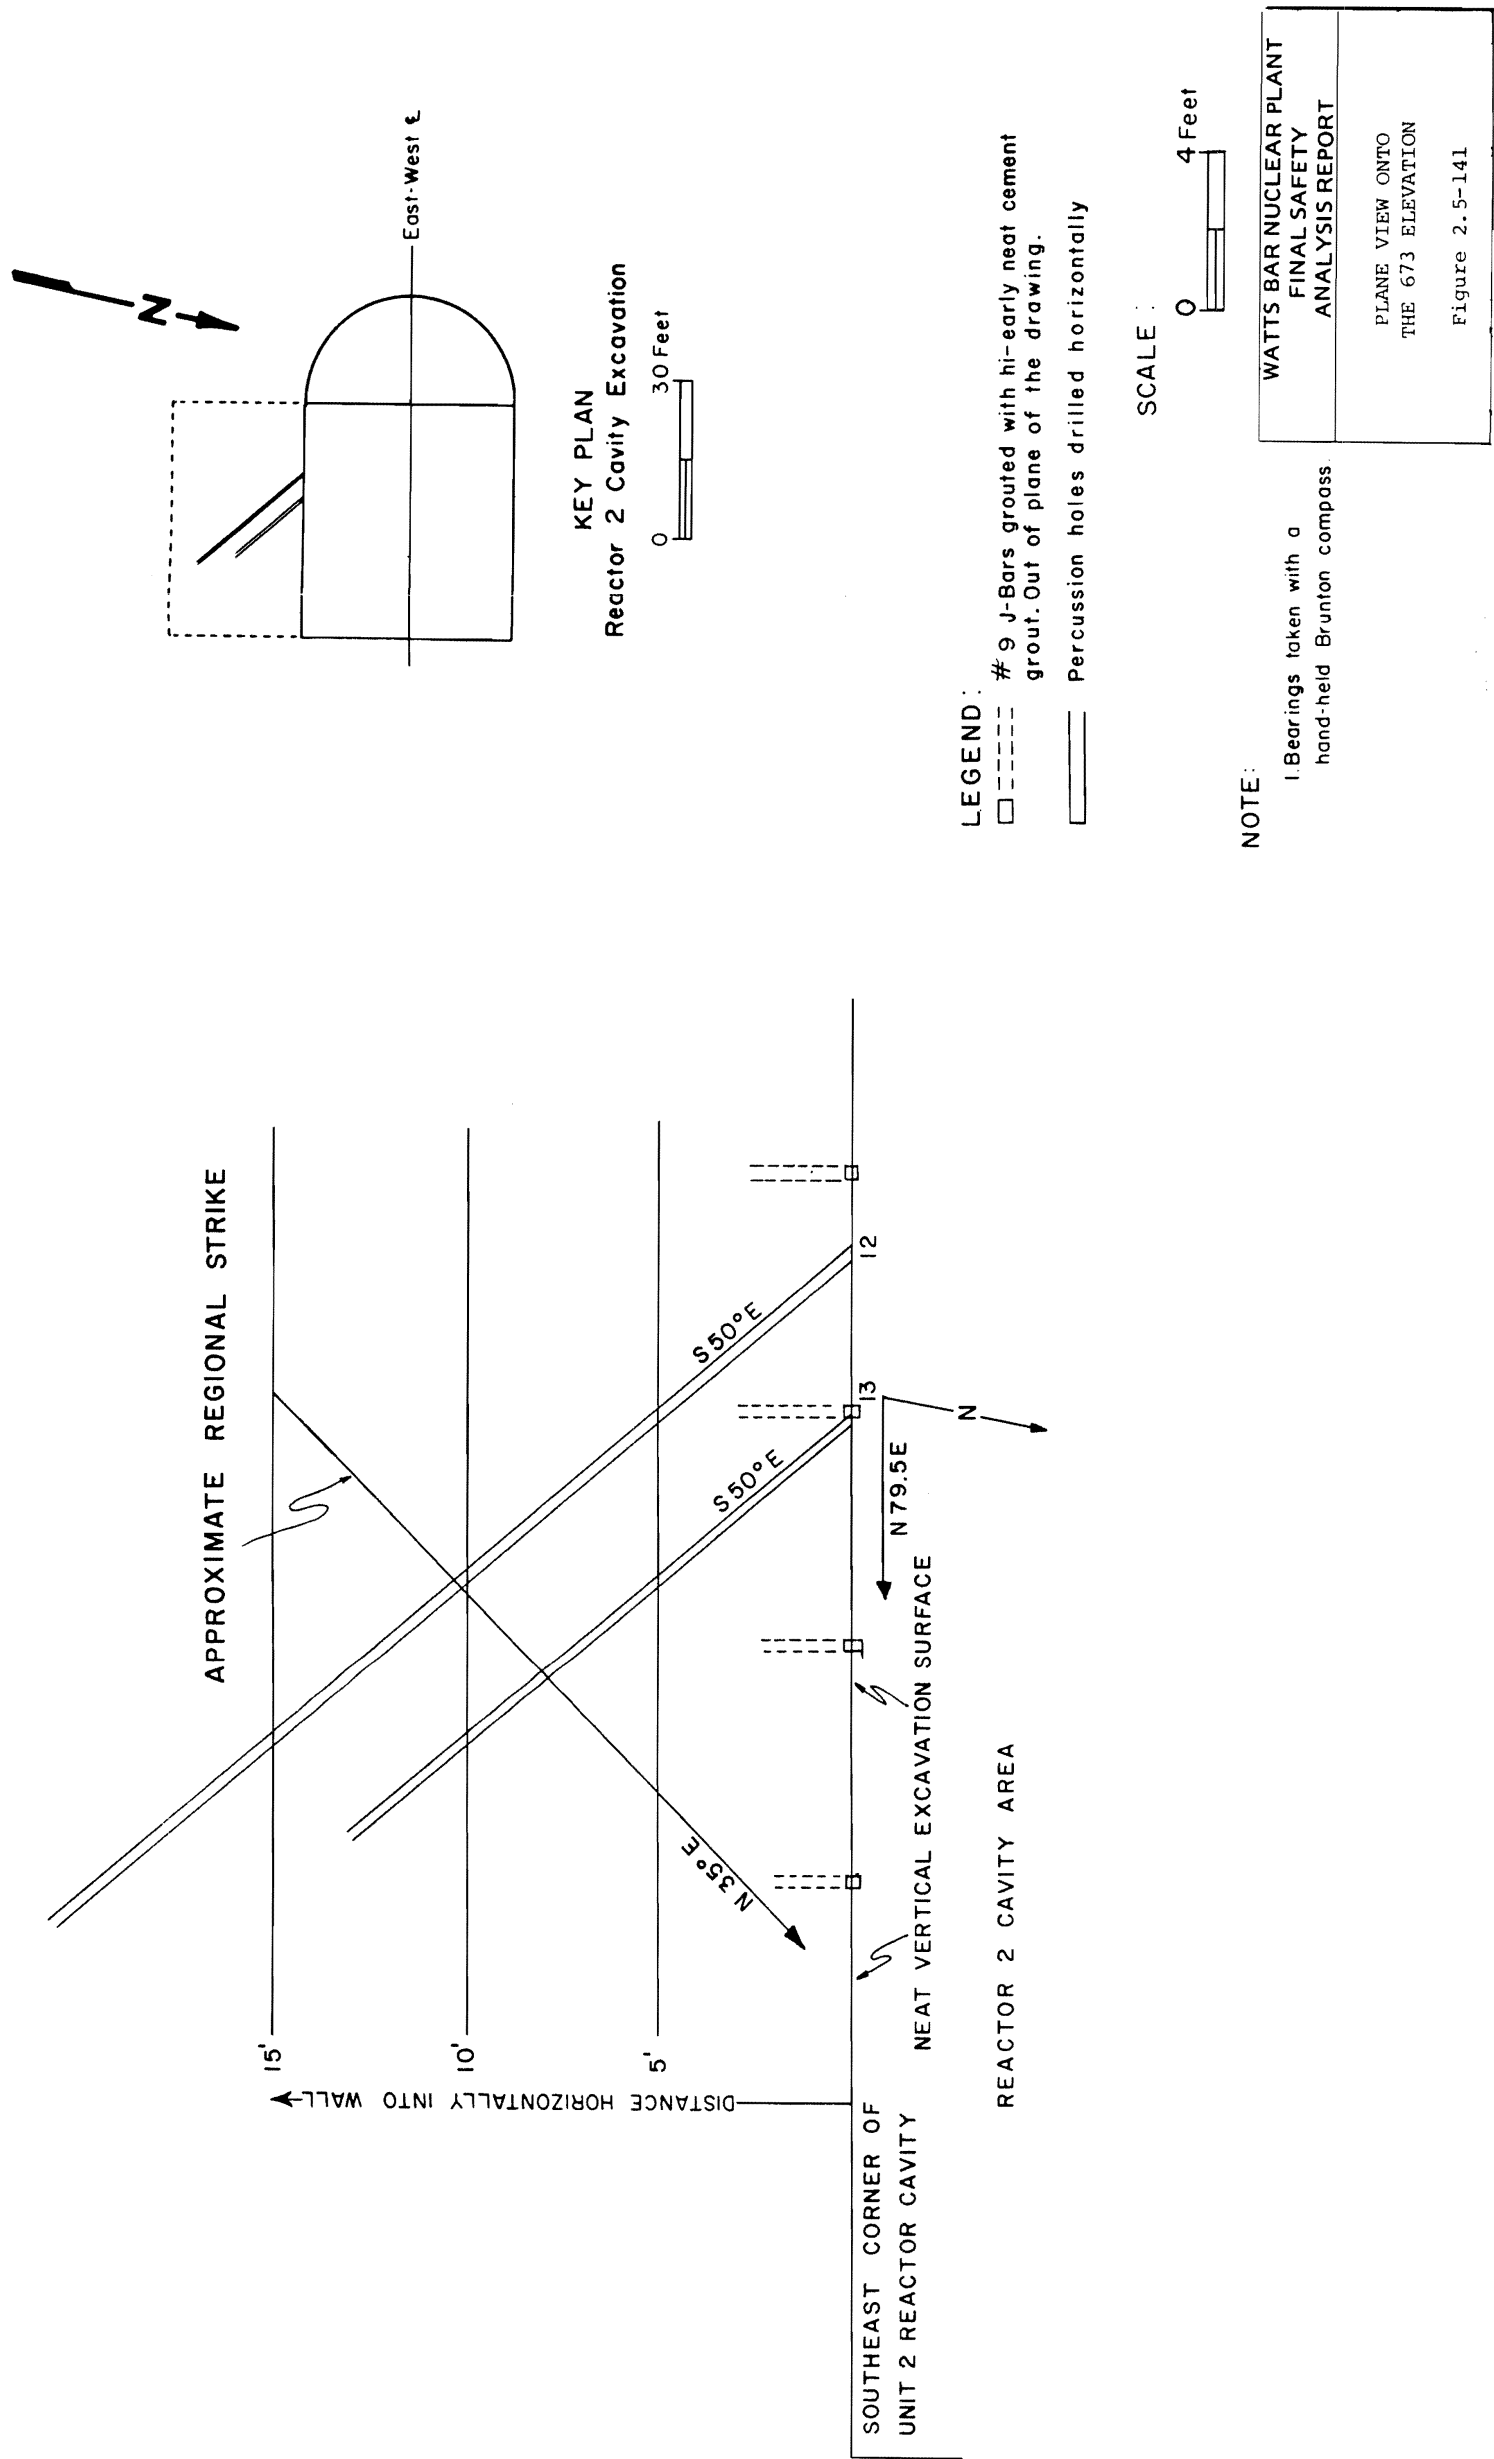 APPROXIMATE REGIONAL STRIKE
15'
10'
5'
DISTANCE HORIZONTALLY INTO WALL
S 50° E
S 50° E
N 35° E
12
13
N 79.5E
N
SOUTHEAST CORNER OF
UNIT 2 REACTOR CAVITY
NEAT VERTICAL EXCAVATION SURFACE
REACTOR 2 CAVITY AREA
N
East-West ℄
KEY PLAN
Reactor 2 Cavity Excavation
0 30 Feet
LEGEND:
#9 J-Bars grouted with hi-early neat cement
grout. Out of plane of the drawing.
Percussion holes drilled horizontally
SCALE:
0 4 Feet
NOTE:
1. Bearings taken with a
hand-held Brunton compass.
WATTS BAR NUCLEAR PLANT
FINAL SAFETY
ANALYSIS REPORT
PLANE VIEW ONTO
THE 673 ELEVATION
Figure 2.5-141